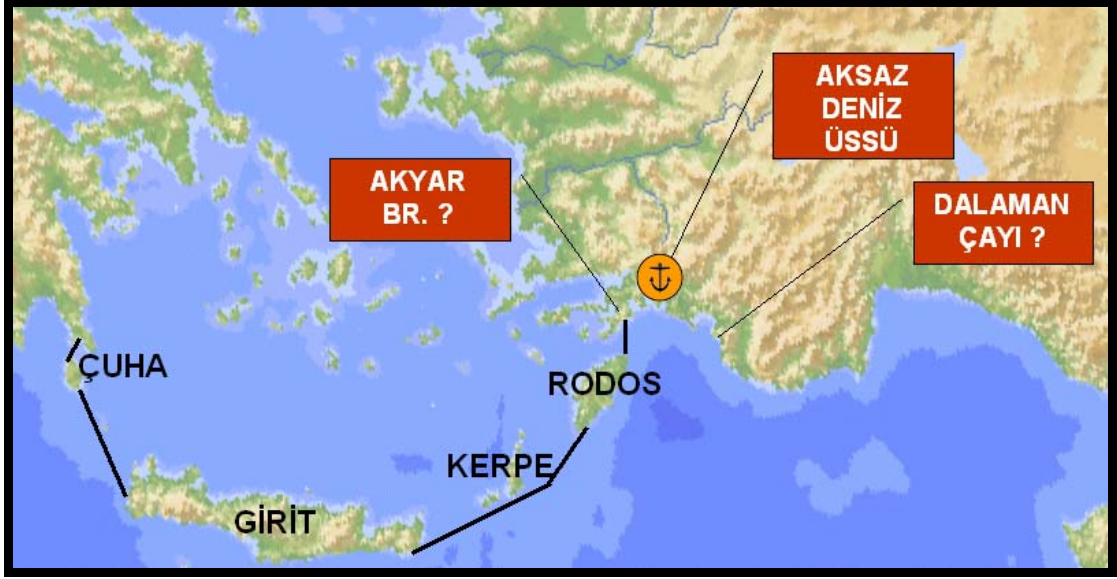 AKSAZ
DENİZ
ÜSSÜ
AKYAR
BR. ?
DALAMAN
ÇAYI ?
ÇUHA
RODOS
KERPE
GİRİT